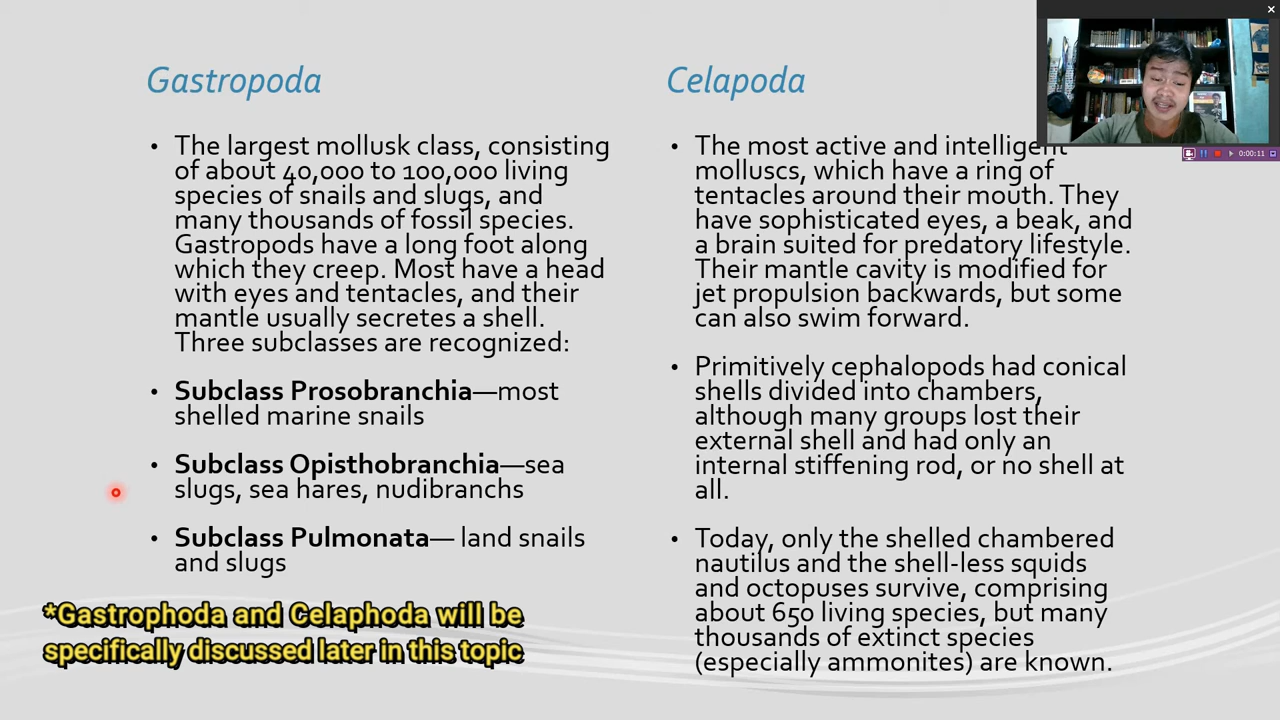 Gastropoda
• The largest mollusk class, consisting
of about 40,000 to 100,000 living
species of snails and slugs, and
many thousands of fossil species.
Gastropods have a long foot along
which they creep. Most have a head
with eyes and tentacles, and their
mantle usually secretes a shell.
Three subclasses are recognized:
• Subclass Prosobranchia—most
shelled marine snails
• Subclass Opisthobranchia—sea
slugs, sea hares, nudibranchs
• Subclass Pulmonata— land snails
and slugs
*Gastrophoda and Celaphoda will be
specifically discussed later in this topic
Celapoda
• The most active and intelligent
molluscs, which have a ring of
tentacles around their mouth. They
have sophisticated eyes, a beak, and
a brain suited for predatory lifestyle.
Their mantle cavity is modified for
jet propulsion backwards, but some
can also swim forward.
• Primitively cephalopods had conical
shells divided into chambers,
although many groups lost their
external shell and had only an
internal stiffening rod, or no shell at
all.
• Today, only the shelled chambered
nautilus and the shell-less squids
and octopuses survive, comprising
about 650 living species, but many
thousands of extinct species
(especially ammonites) are known.
0:00:11